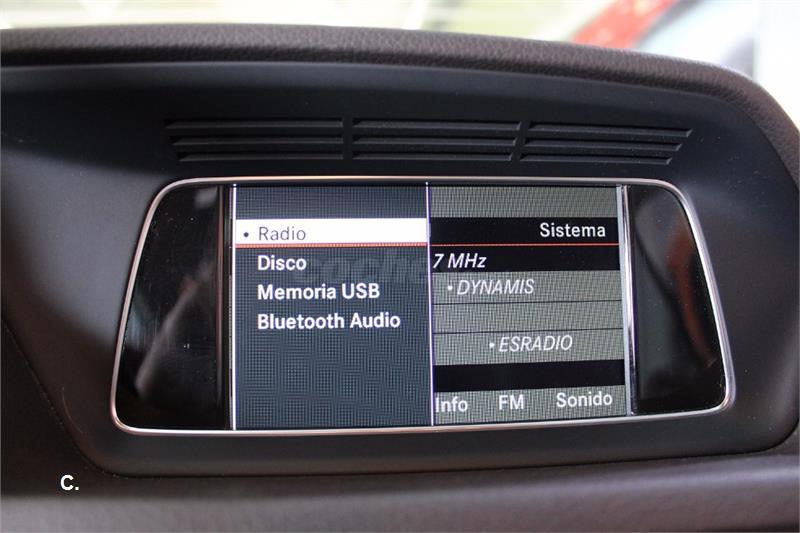 • Radio
Sistema
Disco
7 MHz
Memoria USB
• DYNAMIS
Bluetooth Audio
• ESRADIO
Info FM Sonido
C.